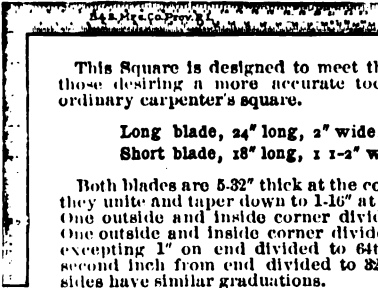 B & S. Mfg. Co. Prov. R.I.
This Square is designed to meet th
those desiring a more accurate too
ordinary carpenter's square.
Long blade, 24" long, 2" wide
Short blade, 18" long, 1 1-2" w
Both blades are 5-32" thick at the co
they unite and taper down to 1-16" at
One outside and inside corner divid
One outside and inside corner divide
excepting 1" on end divided to 64t
second inch from end divided to 32
sides have similar graduations.